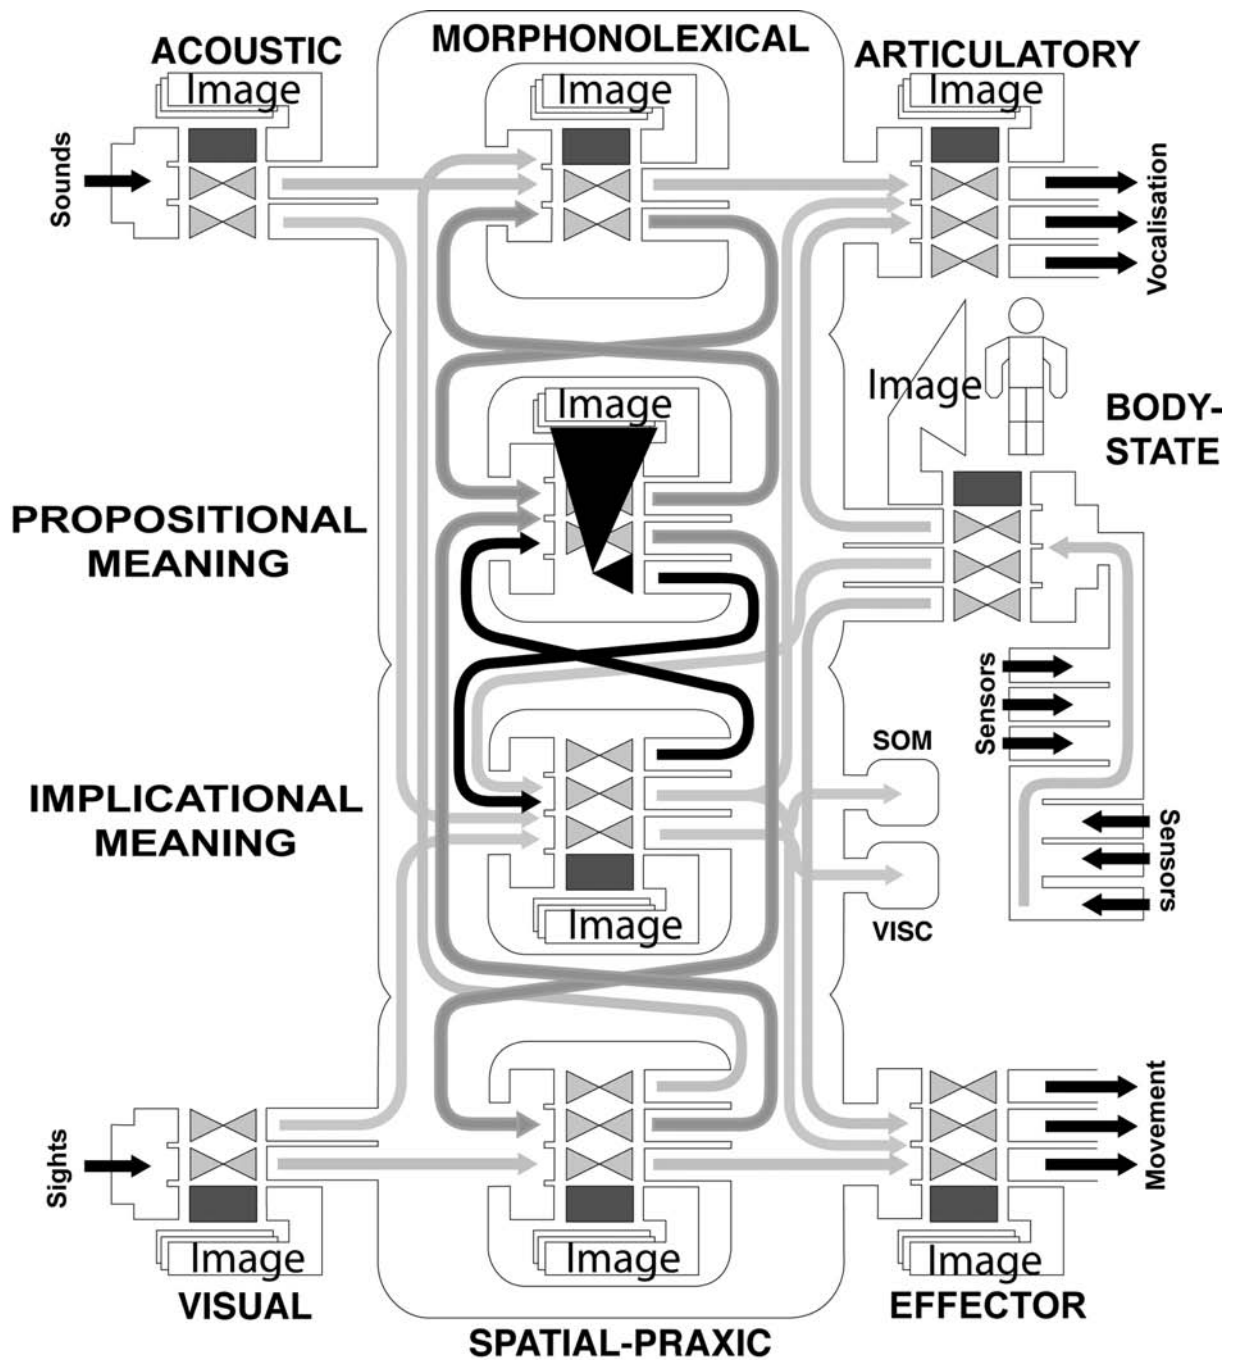 MORPHONOLEXICAL
ACOUSTIC
ARTICULATORY
Image
Image
Image
Sounds
Vocalisation
Image
Image
BODY-
STATE
PROPOSITIONAL
MEANING
Sensors
SOM
IMPLICATIONAL
MEANING
Sensors
Image
VISC
Sights
Movement
Image
Image
Image
VISUAL
EFFECTOR
SPATIAL-PRAXIC